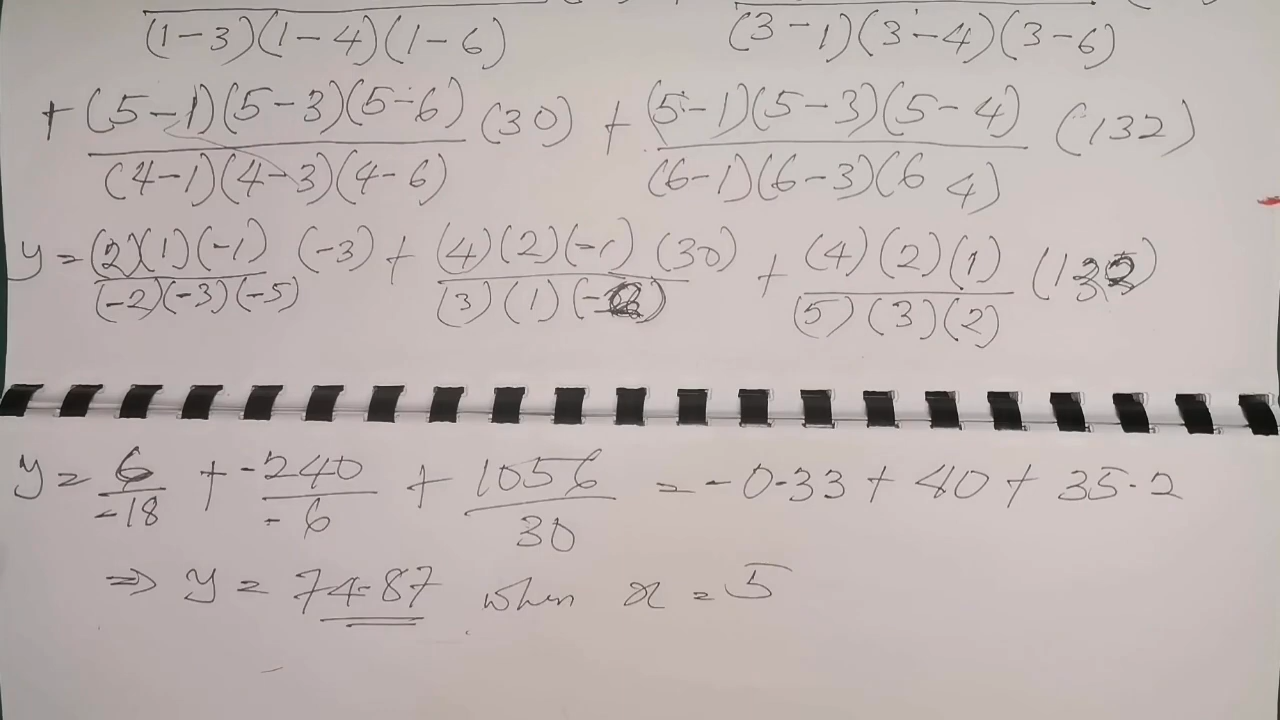 (1-3)(1-4)(1-6) (3-1)(3-4)(3-6)
+ (5-1)(5-3)(5-6) (30) + (5-1)(5-3)(5-4) (132)
(4-1)(4-3)(4-6) (6-1)(6-3)(6 4)
y = (2)(1)(-1) (-3) + (4)(2)(-1) (30) + (4)(2)(1) (132)
(-2)(-3)(-5) (3)(1)(-2) (5)(3)(2)
y = 6 + -240 + 1056 = -0.33 + 40 + 35.2
-18 -6 30
⇒ y = 74.87 when x = 5